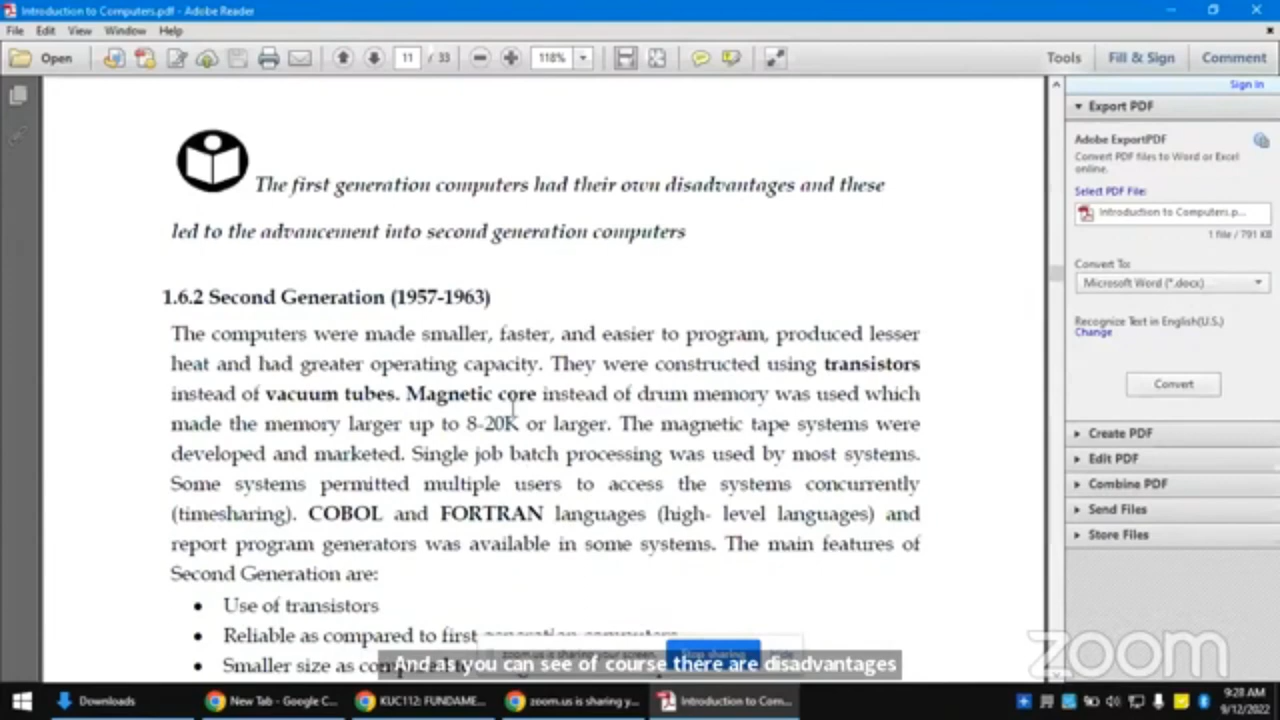 Introduction to Computers.pdf - Adobe Reader
File Edit View Window Help
Open 11 / 33 118% Tools Fill & Sign Comment
Sign In
Export PDF
Adobe ExportPDF
Convert PDF files to Word or Excel
online.
Select PDF File:
Introduction to Computers.p...
1 file / 791 KB
Convert To:
Microsoft Word (*.docx)
Recognize Text in English(U.S.)
Change
Convert
Create PDF
Edit PDF
Combine PDF
Send Files
Store Files
The first generation computers had their own disadvantages and these
led to the advancement into second generation computers
1.6.2 Second Generation (1957-1963)
The computers were made smaller, faster, and easier to program, produced lesser
heat and had greater operating capacity. They were constructed using transistors
instead of vacuum tubes. Magnetic core instead of drum memory was used which
made the memory larger up to 8-20K or larger. The magnetic tape systems were
developed and marketed. Single job batch processing was used by most systems.
Some systems permitted multiple users to access the systems concurrently
(timesharing). COBOL and FORTRAN languages (high- level languages) and
report program generators was available in some systems. The main features of
Second Generation are:
• Use of transistors
• Reliable as compared to first generation computers
• Smaller size as
zoom.us is sharing your screen. Stop sharing
And as you can see of course there are disadvantages
zoom
Downloads New Tab - Google C... KUC112: FUNDAME... zoom.us is sharing y... Introduction to Com...
9:28 AM
9/12/2022